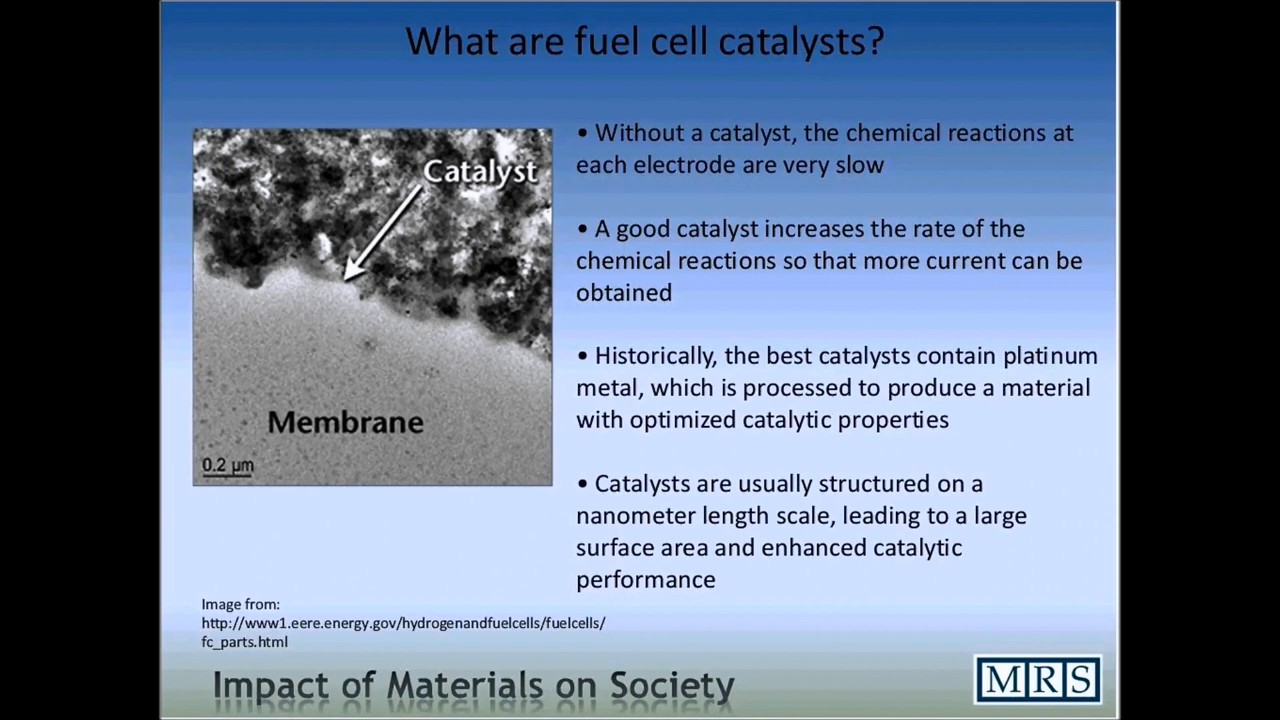 What are fuel cell catalysts?
Catalyst
Membrane
0.2 µm
• Without a catalyst, the chemical reactions at
each electrode are very slow
• A good catalyst increases the rate of the
chemical reactions so that more current can be
obtained
• Historically, the best catalysts contain platinum
metal, which is processed to produce a material
with optimized catalytic properties
• Catalysts are usually structured on a
nanometer length scale, leading to a large
surface area and enhanced catalytic
performance
Image from:
http://www1.eere.energy.gov/hydrogenandfuelcells/fuelcells/
fc_parts.html
Impact of Materials on Society
MRS